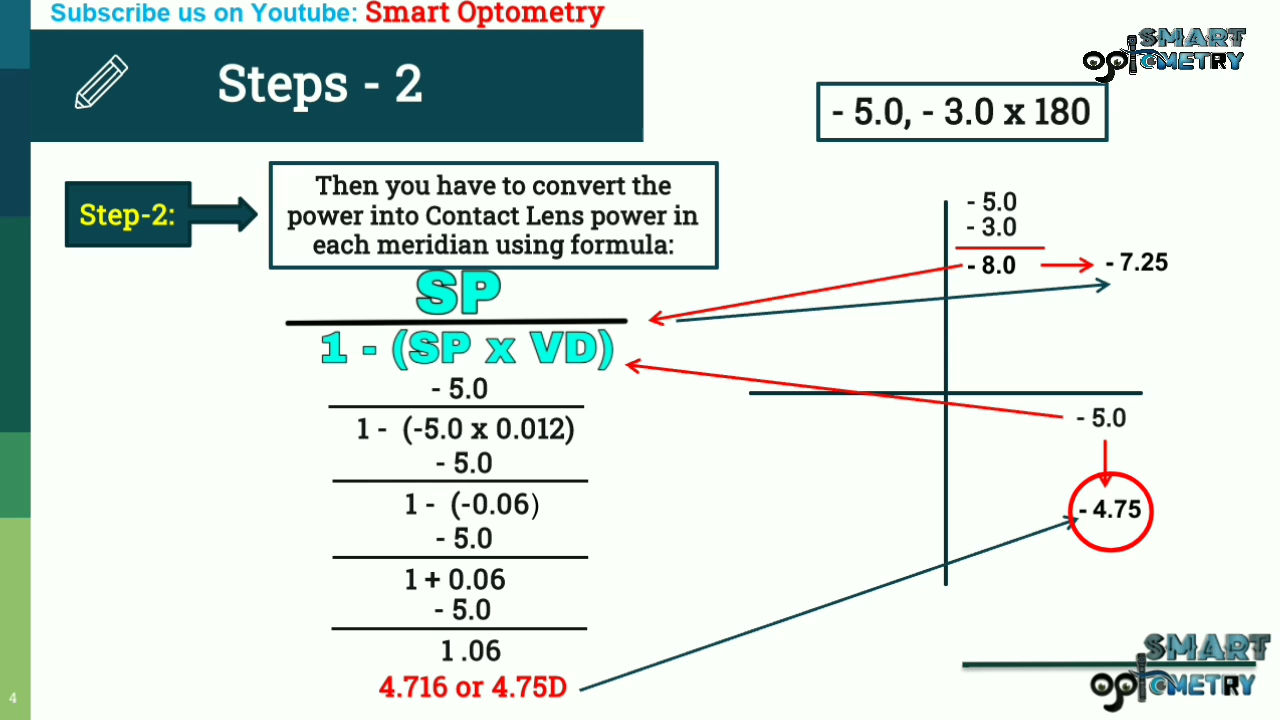 Subscribe us on Youtube: Smart Optometry
SMART
OptOMETRY
Steps - 2
- 5.0, - 3.0 x 180
Step-2:
Then you have to convert the
power into Contact Lens power in
each meridian using formula:
SP
1 - (SP x VD)
- 5.0
1 - (-5.0 x 0.012)
- 5.0
1 - (-0.06)
- 5.0
1 + 0.06
- 5.0
1 .06
4.716 or 4.75D
- 5.0
- 3.0
- 8.0
- 7.25
- 5.0
- 4.75
SMART
OptOMETRY
4